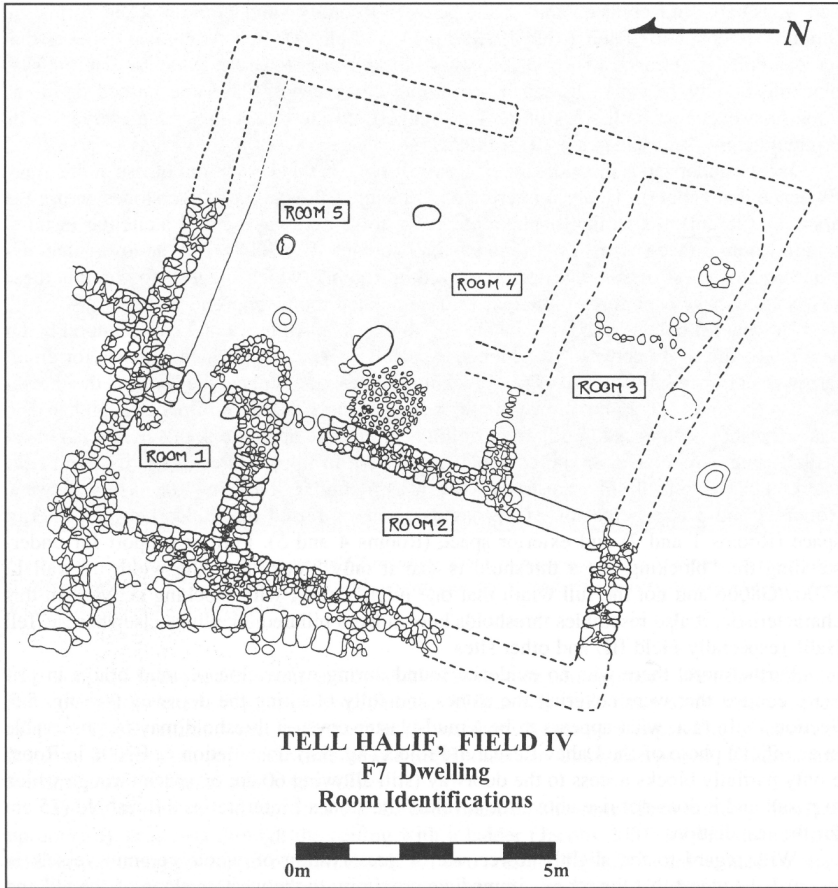 N
ROOM 5
ROOM 4
ROOM 3
ROOM 1
ROOM 2
TELL HALIF, FIELD IV
F7 Dwelling
Room Identifications
0m 5m